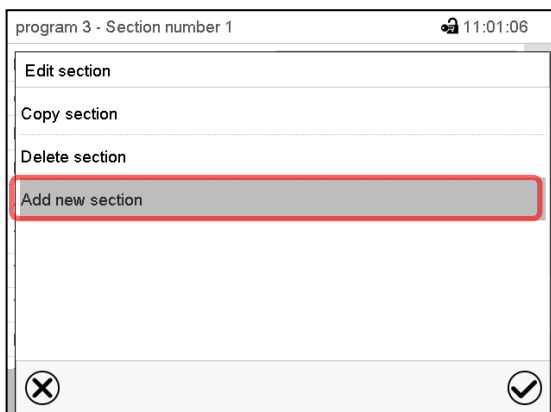 program 3 - Section number 1 11:01:06
Edit section
Copy section
Delete section
Add new section